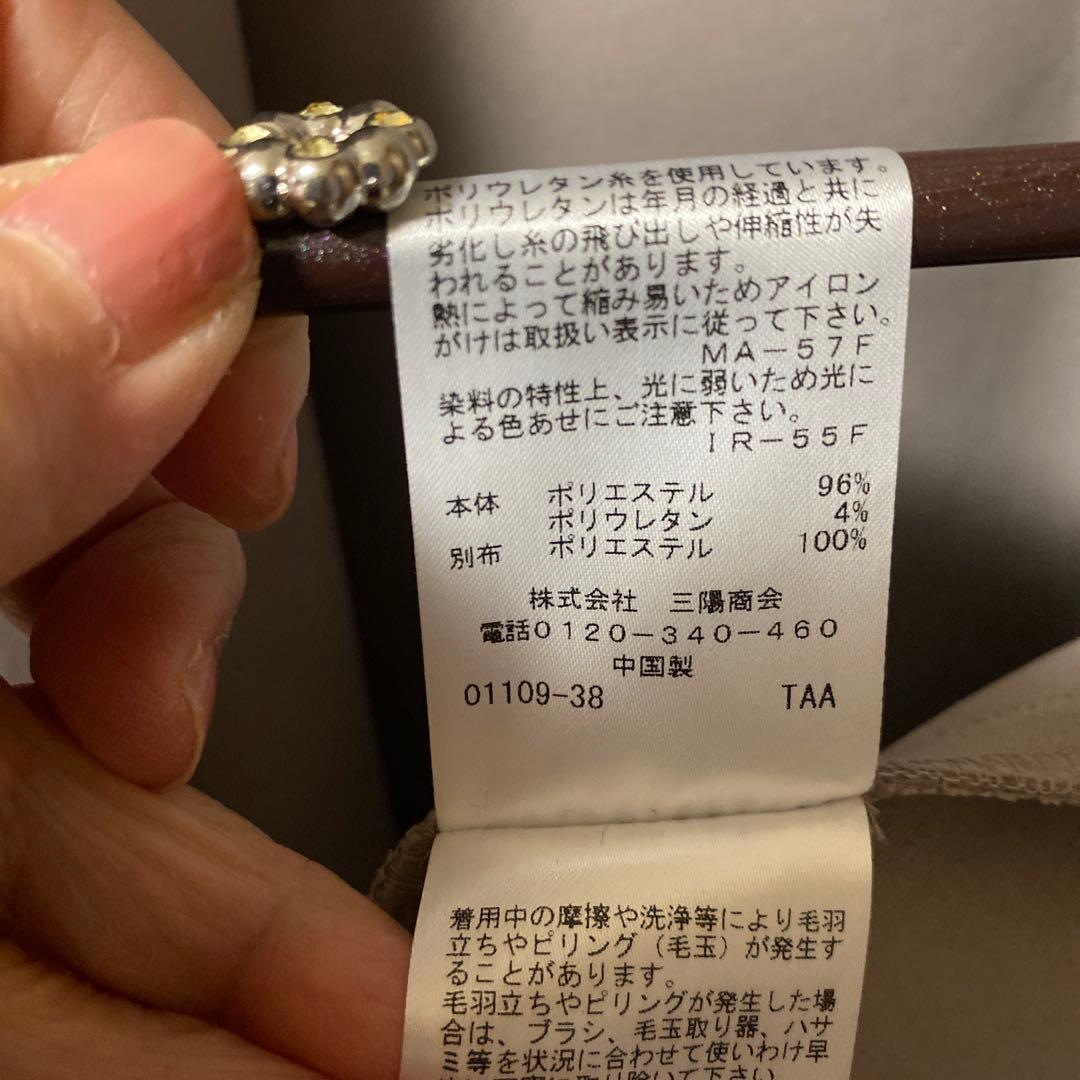 ポリウレタン糸を使用しています。
ポリウレタンは年月の経過と共に
劣化し糸の飛び出しや伸縮性が失
われることがあります。
熱によって縮み易いためアイロン
がけは取扱い表示に従って下さい。
MA-57F
染料の特性上、光に弱いため光に
よる色あせにご注意下さい。
IR-55F
本体 ポリエステル 96%
ポリウレタン 4%
別布 ポリエステル 100%
株式会社 三陽商会
電話0120-340-460
中国製
01109-38 TAA
着用中の摩擦や洗浄等により毛羽
立ちやピリング(毛玉)が発生す
ることがあります。
毛羽立ちやピリングが発生した場
合は、ブラシ、毛玉取り器、ハサ
ミ等を状況に合わせて使いわけ早
取り除いて下さい。